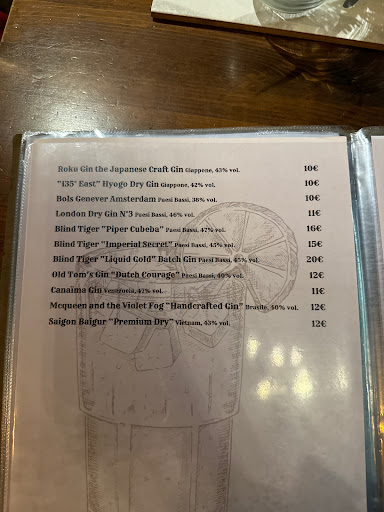 Roku Gin the Japanese Craft Gin Giappone, 43% vol. 10€
"135° East" Hyogo Dry Gin Giappone, 42% vol. 10€
Bols Genever Amsterdam Paesi Bassi, 38% vol. 10€
London Dry Gin N°3 Paesi Bassi, 46% vol. 11€
Blind Tiger "Piper Cubeba" Paesi Bassi, 47% vol. 16€
Blind Tiger "Imperial Secret" Paesi Bassi, 45% vol. 15€
Blind Tiger "Liquid Gold" Batch Gin Paesi Bassi, 45% vol. 20€
Old Tom's Gin "Dutch Courage" Paesi Bassi, 40% vol. 12€
Canaïma Gin Venezuela, 47% vol. 11€
Mcqueen and the Violet Fog "Handcrafted Gin" Brasile, 40% vol. 12€
Saigon Baigur "Premium Dry" Vietnam, 43% vol. 12€